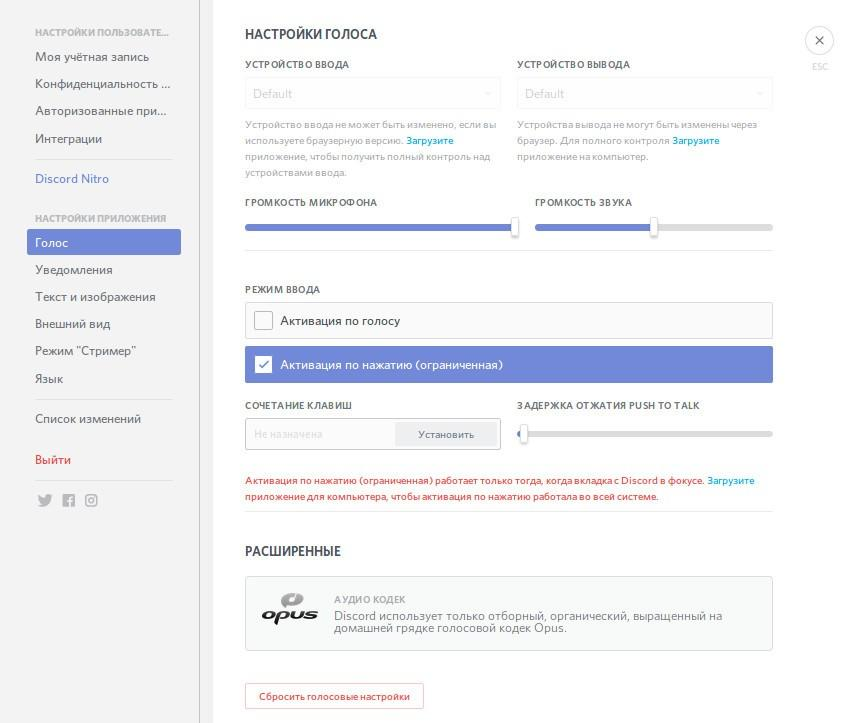 НАСТРОЙКИ ПОЛЬЗОВАТЕ...
Моя учётная запись
Конфиденциальность ...
Авторизованные при...
Интеграции
Discord Nitro
НАСТРОЙКИ ПРИЛОЖЕНИЯ
Голос
Уведомления
Текст и изображения
Внешний вид
Режим "Стример"
Язык
Список изменений
Выйти
НАСТРОЙКИ ГОЛОСА
ESC
УСТРОЙСТВО ВВОДА
Default
Устройство ввода не может быть изменено, если вы
используете браузерную версию. Загрузите
приложение, чтобы получить полный контроль над
устройствами ввода.
УСТРОЙСТВО ВЫВОДА
Default
Устройства вывода не могут быть изменены через
браузер. Для полного контроля Загрузите
приложение на компьютер.
ГРОМКОСТЬ МИКРОФОНА
ГРОМКОСТЬ ЗВУКА
РЕЖИМ ВВОДА
Активация по голосу
Активация по нажатию (ограниченная)
СОЧЕТАНИЕ КЛАВИШ
Не назначена
Установить
ЗАДЕРЖКА ОТЖАТИЯ PUSH TO TALK
Активация по нажатию (ограниченная) работает только тогда, когда вкладка с Discord в фокусе. Загрузите
приложение для компьютера, чтобы активация по нажатию работала во всей системе.
РАСШИРЕННЫЕ
opus
АУДИО КОДЕК
Discord использует только отборный, органический, выращенный на
домашней грядке голосовой кодек Opus.
Сбросить голосовые настройки